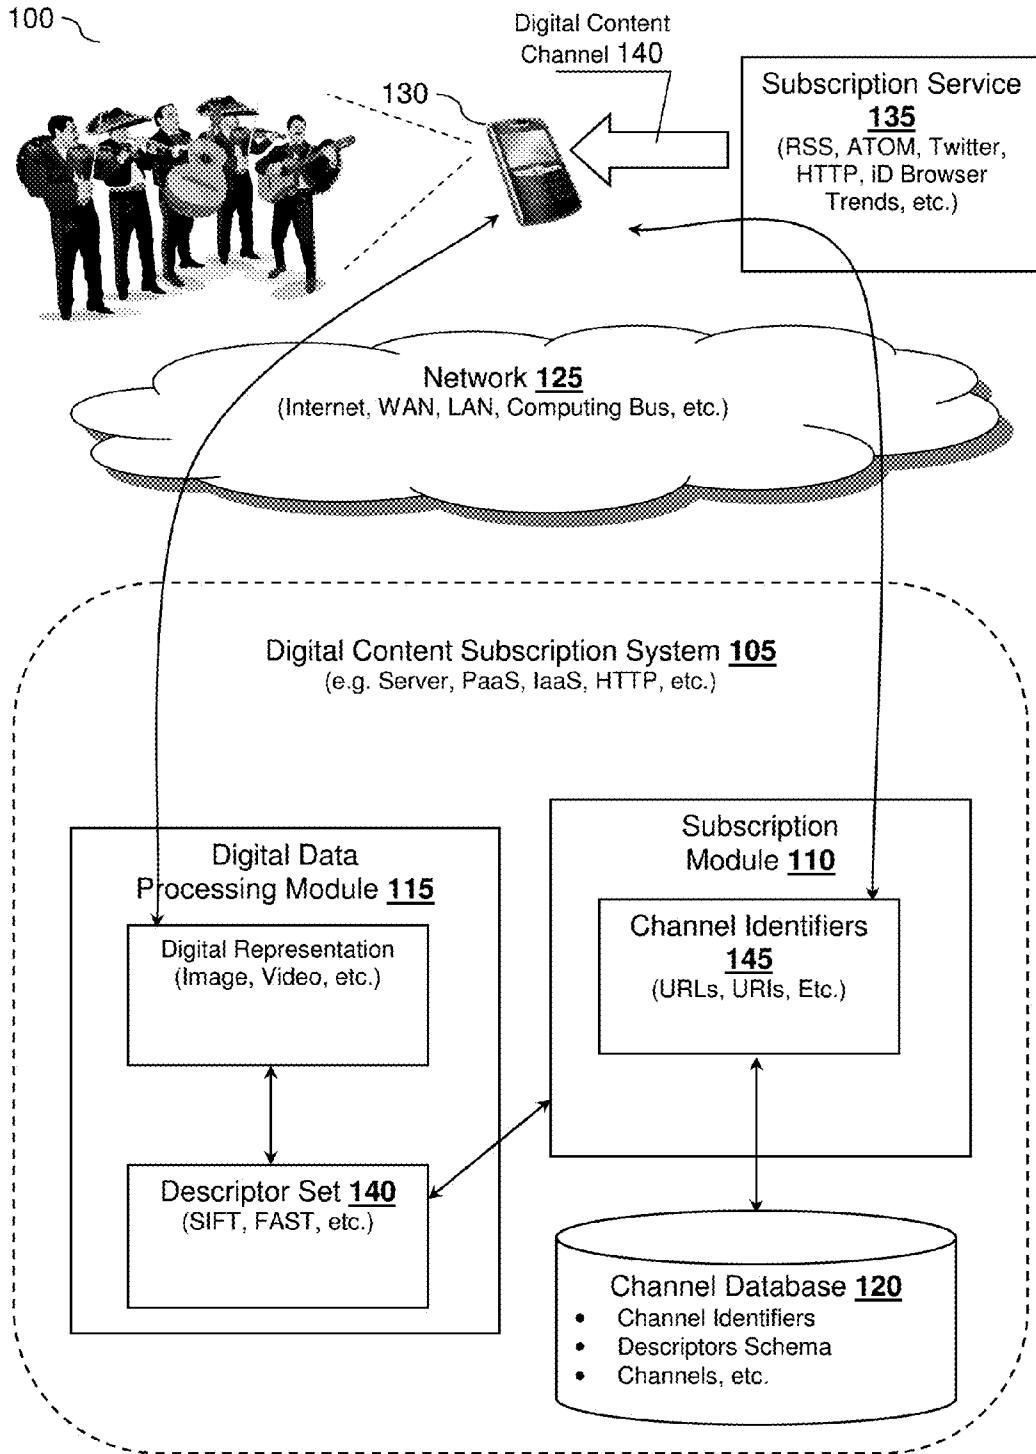 100
Digital Content
Channel 140
130
Subscription Service
135
(RSS, ATOM, Twitter,
HTTP, iD Browser
Trends, etc.)
Network 125
(Internet, WAN, LAN, Computing Bus, etc.)
Digital Content Subscription System 105
(e.g. Server, PaaS, IaaS, HTTP, etc.)
Digital Data
Processing Module 115
Digital Representation
(Image, Video, etc.)
Descriptor Set 140
(SIFT, FAST, etc.)
Subscription
Module 110
Channel Identifiers
145
(URLs, URIs, Etc.)
Channel Database 120
• Channel Identifiers
• Descriptors Schema
• Channels, etc.